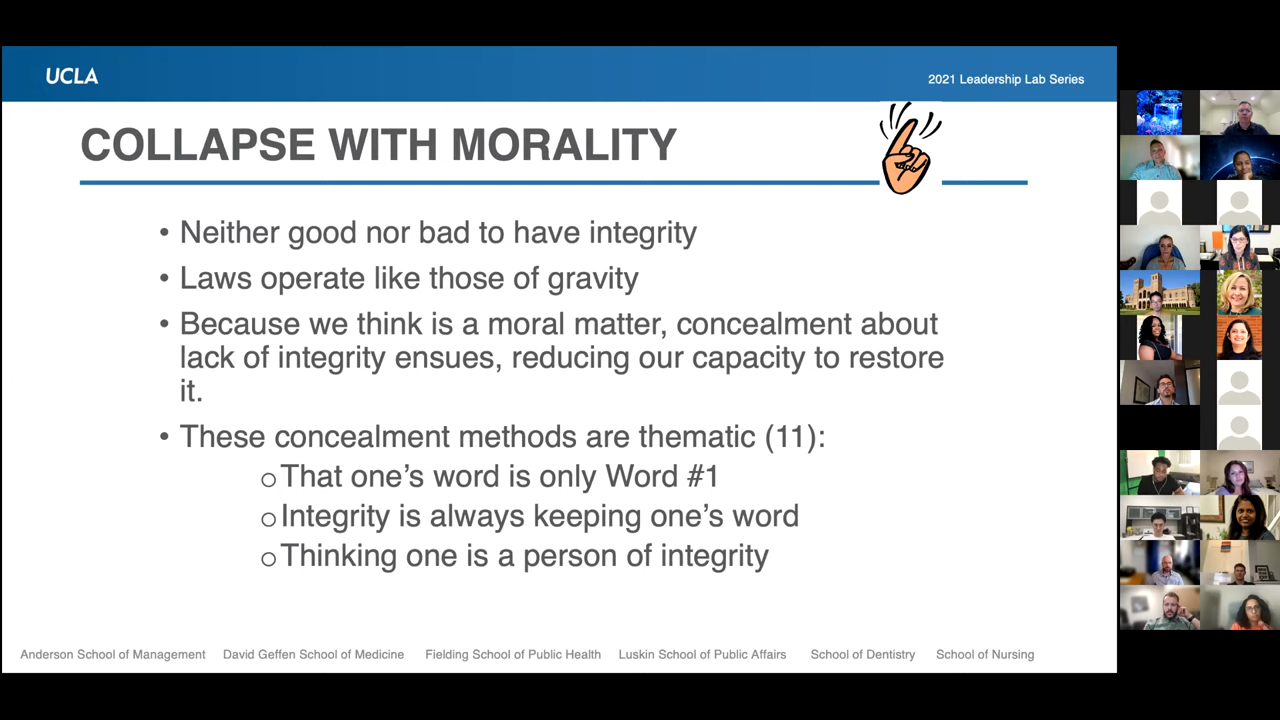 UCLA
2021 Leadership Lab Series
COLLAPSE WITH MORALITY
• Neither good nor bad to have integrity
• Laws operate like those of gravity
• Because we think is a moral matter, concealment about
lack of integrity ensues, reducing our capacity to restore
it.
• These concealment methods are thematic (11):
o That one’s word is only Word #1
o Integrity is always keeping one’s word
o Thinking one is a person of integrity
Anderson School of Management David Geffen School of Medicine Fielding School of Public Health Luskin School of Public Affairs School of Dentistry School of Nursing